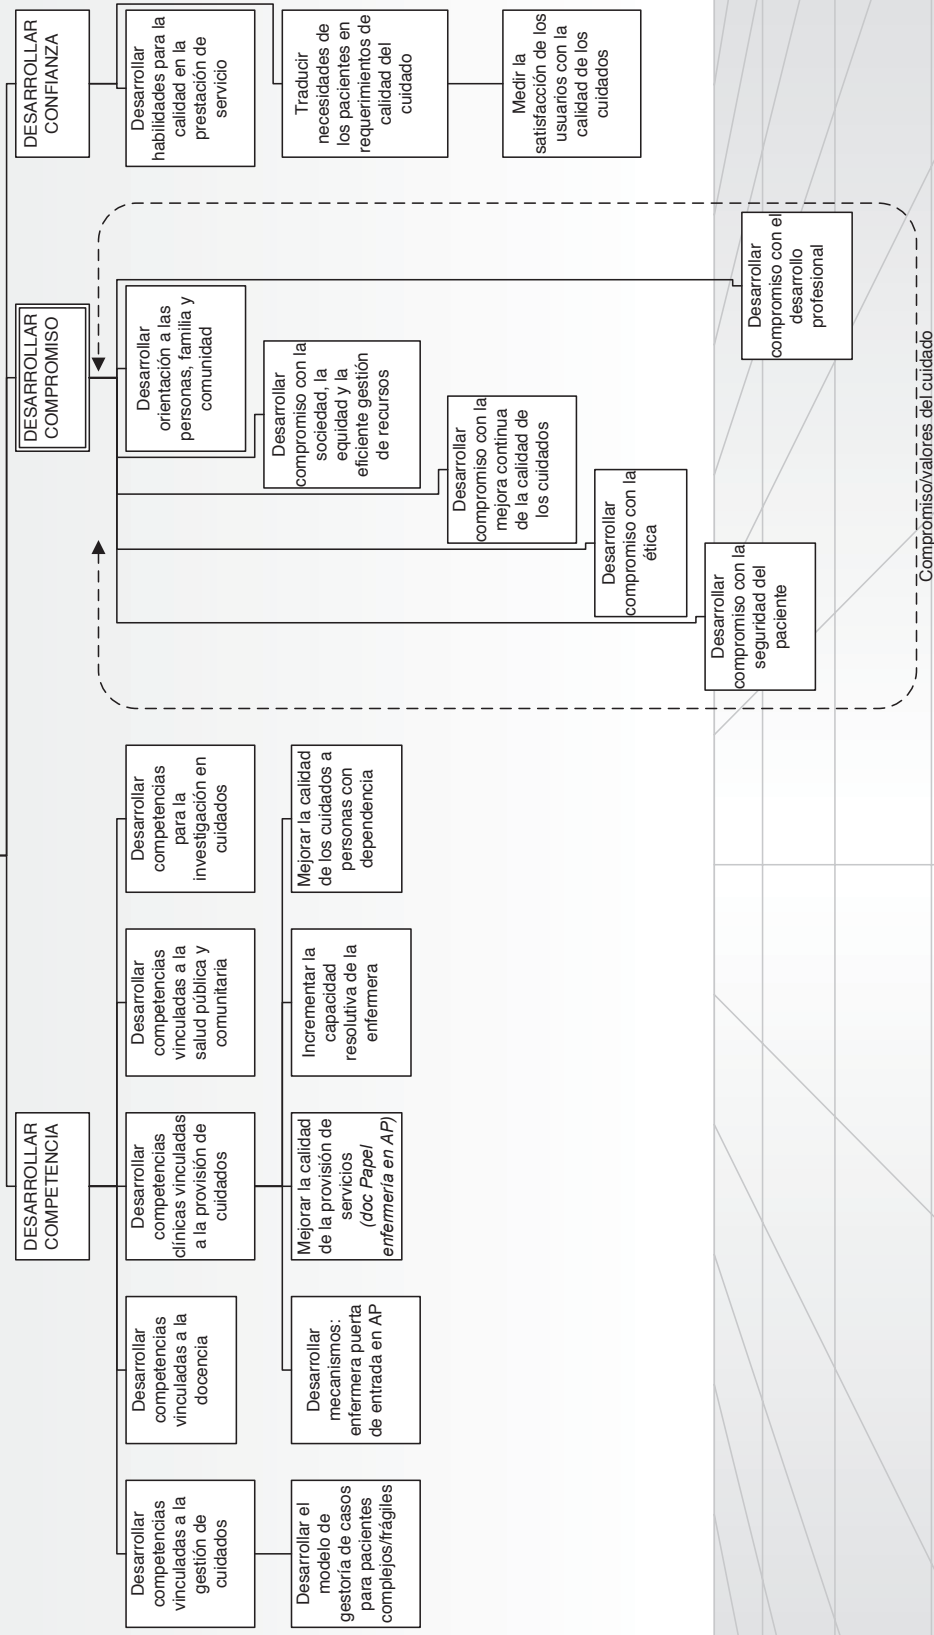 DESARROLLAR
COMPETENCIA
Desarrollar
competencias
vinculadas a la
gestión de
cuidados
Desarrollar el
modelo de
gestoría de casos
para pacientes
complejos/frágiles
Desarrollar
competencias
vinculadas a la
docencia
Desarrollar
competencias
clínicas vinculadas
a la provisión de
cuidados
Desarrollar
mecanismos:
enfermera puerta
de entrada en AP
Mejorar la calidad
de la provisión de
servicios
(doc Papel
enfermería en AP)
Incrementar la
capacidad
resolutiva de la
enfermera
Mejorar la calidad
de los cuidados a
personas con
dependencia
Desarrollar
competencias
vinculadas a la
salud pública y
comunitaria
Desarrollar
competencias
para la
investigación en
cuidados
DESARROLLAR
COMPROMISO
Desarrollar
orientación a las
personas, familia y
comunidad
Desarrollar
compromiso con la
sociedad, la
equidad y la
eficiente gestión
de recursos
Desarrollar
compromiso con la
mejora continua
de la calidad de
los cuidados
Desarrollar
compromiso con la
ética
Desarrollar
compromiso con la
seguridad del
paciente
Desarrollar
compromiso con el
desarrollo
profesional
Compromiso/valores del cuidado
DESARROLLAR
CONFIANZA
Desarrollar
habilidades para la
calidad en la
prestación de
servicio
Traducir
necesidades de
los pacientes en
requerimientos de
calidad del
cuidado
Medir la
satisfacción de los
usuarios con la
calidad de los
cuidados